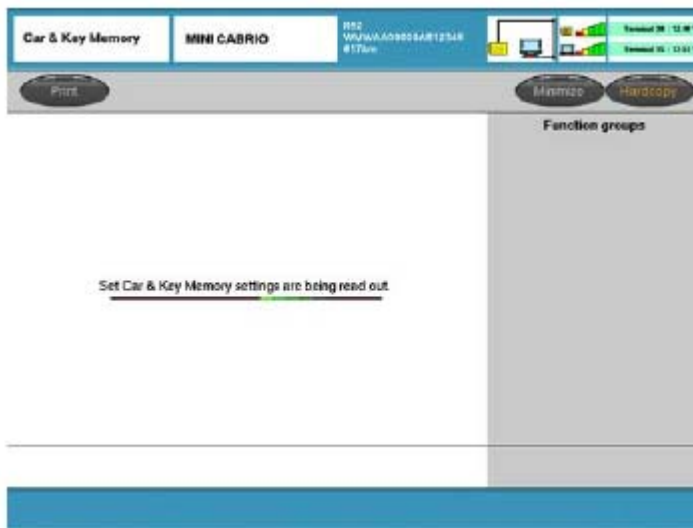 Car & Key Memory
MINI CABRIO
R52
617km
Print
Minimize
Hardcopy
Function groups
Set Car & Key Memory settings are being read out.